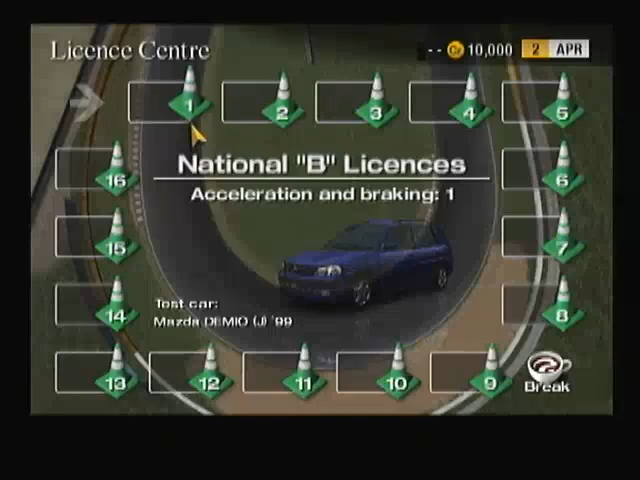 Licence Centre
-- Cr 10,000 2 APR
1 2 3 4 5
National "B" Licences
Acceleration and braking: 1
16 6
15 7
Test car:
Mazda DEMIO (J) '99
14 8
13 12 11 10 9
Break